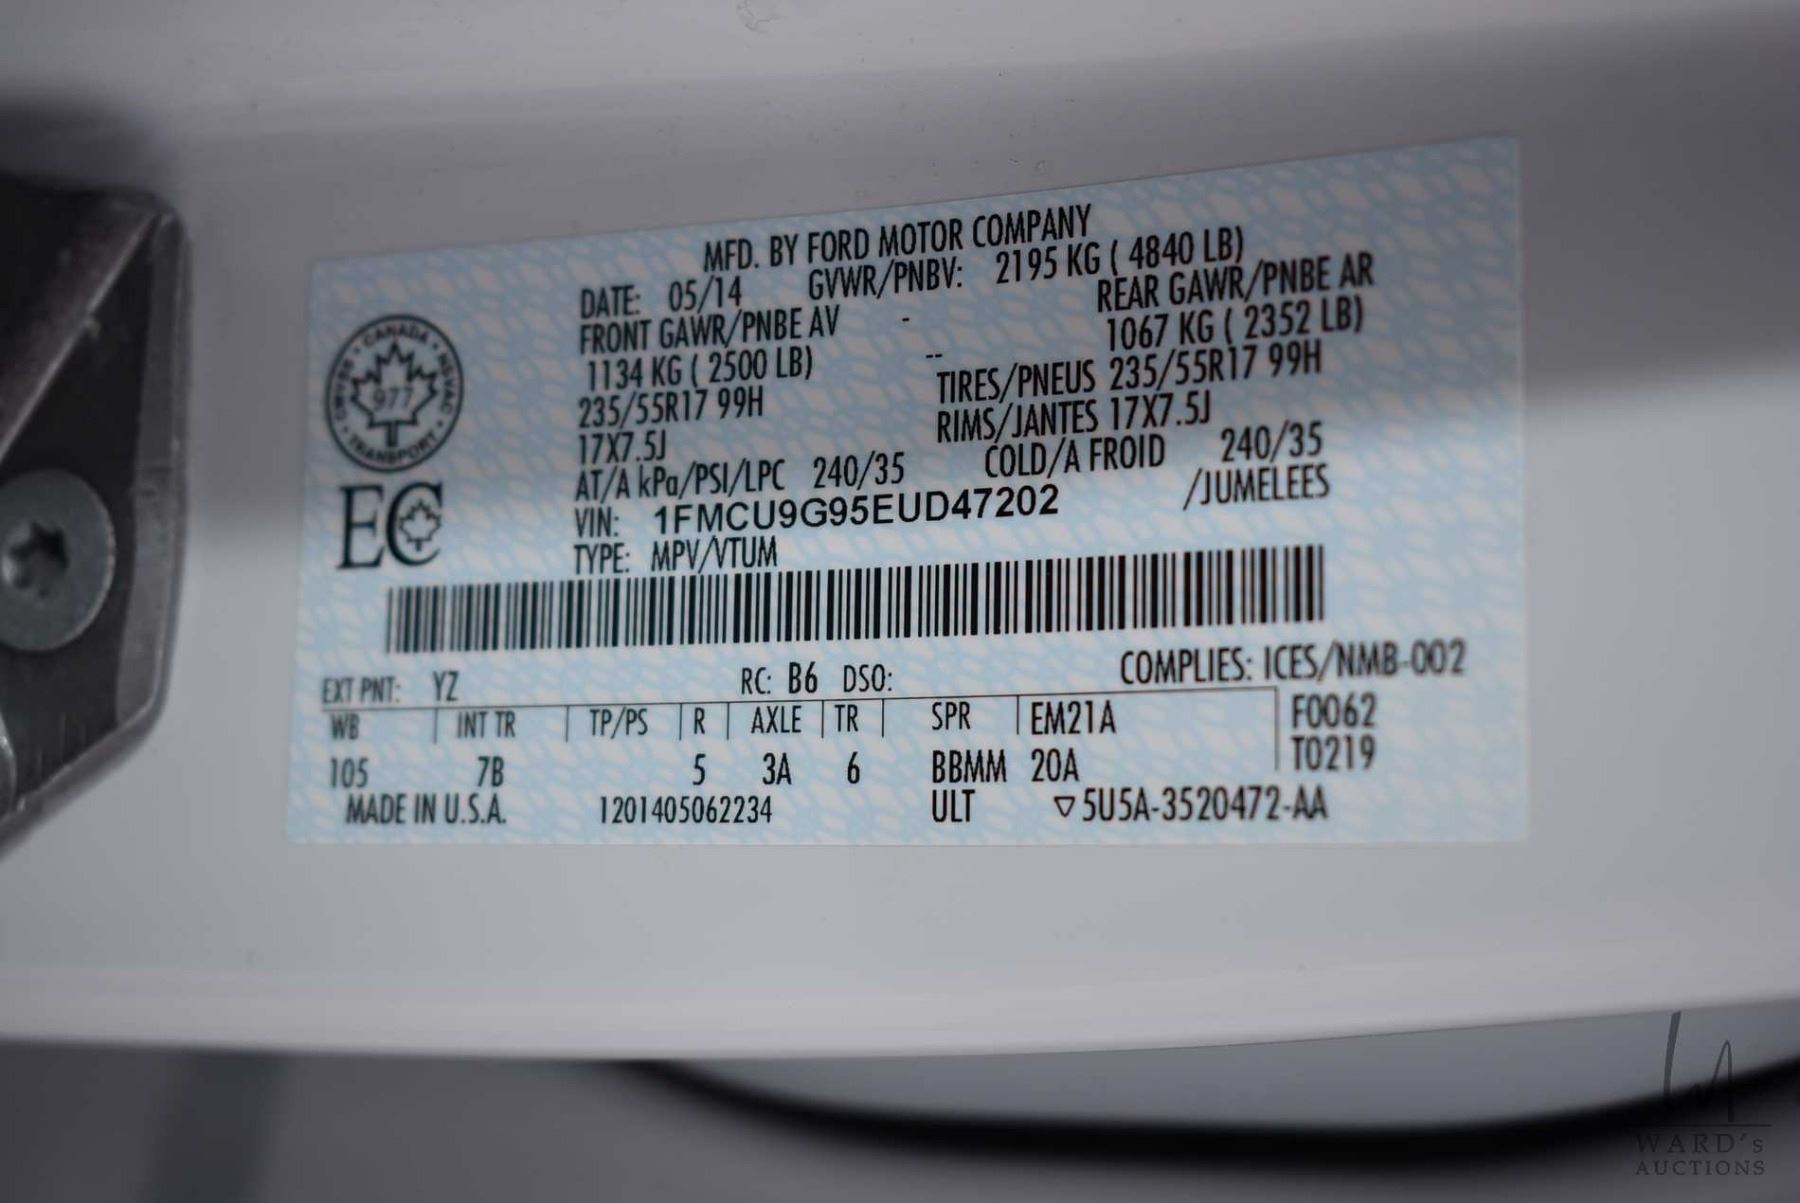 MFD. BY FORD MOTOR COMPANY
DATE: 05/14 GVWR/PNBV: 2195 KG ( 4840 LB)
FRONT GAWR/PNBE AV - REAR GAWR/PNBE AR
1134 KG ( 2500 LB) -- 1067 KG ( 2352 LB)
235/55R17 99H TIRES/PNEUS 235/55R17 99H
17X7.5J RIMS/JANTES 17X7.5J
AT/A kPa/PSI/LPC 240/35 COLD/A FROID 240/35
VIN: 1FMCU9G95EUD47202 /JUMELEES
TYPE: MPV/VTUM
CANADA • NSVAC • TRANSPORT • CMVSS •
977
EC
EXT PNT: YZ RC: B6 DSO: COMPLIES: ICES/NMB-002
WB INT TR TP/PS R AXLE TR SPR EM21A F0062
T0219
105 7B 5 3A 6 BBMM 20A
MADE IN U.S.A. 1201405062234 ULT ▽5U5A-3520472-AA
WARD's
AUCTIONS